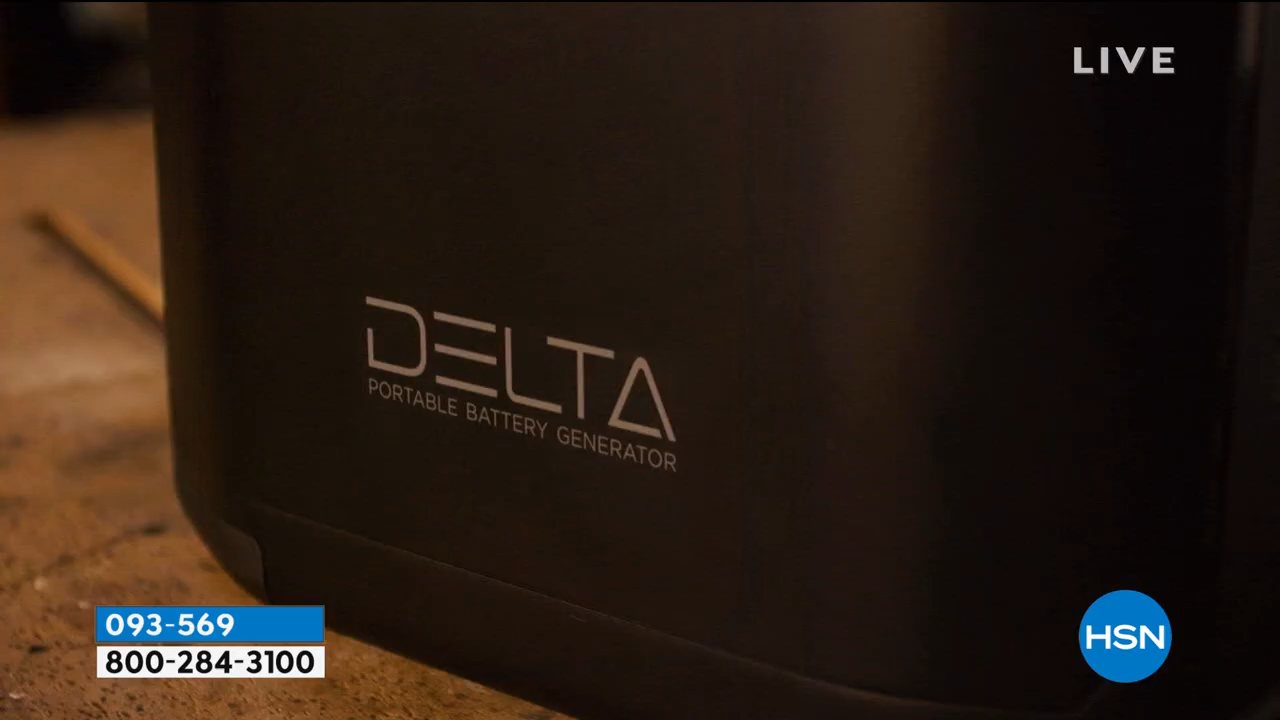 LIVE
DELTA
PORTABLE BATTERY GENERATOR
093-569
800-284-3100
HSN